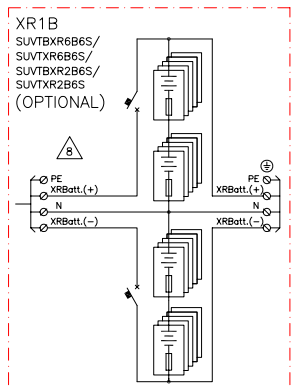 XR1B
SUVTBXR6B6S/
SUVTXR6B6S/
SUVTBXR2B6S/
SUVTXR2B6S
(OPTIONAL)
8
PE
XRBatt.(+)
N
XRBatt.(−)
PE
XRBatt.(+)
N
XRBatt.(−)